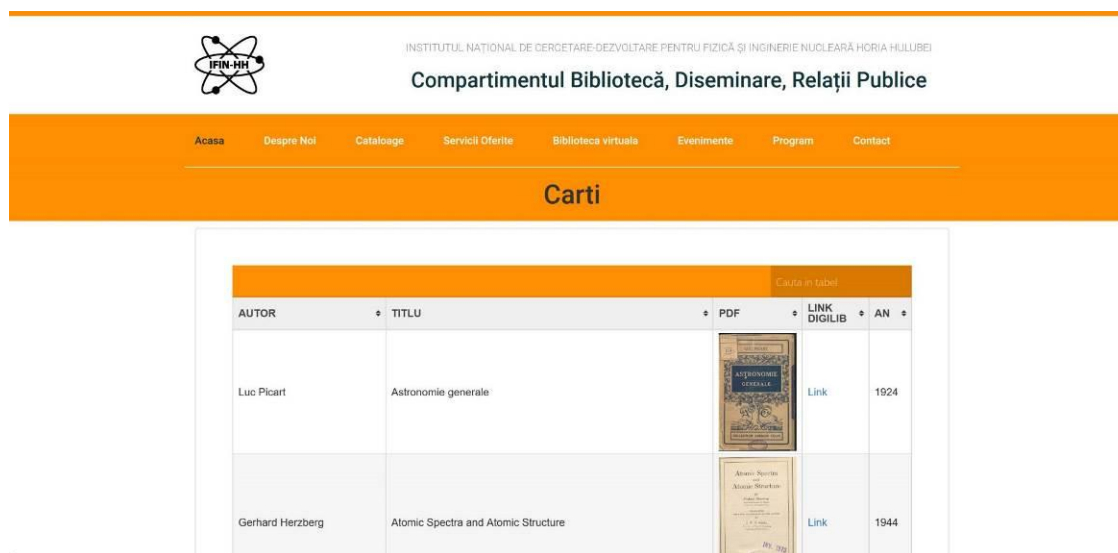 IFIN-HH
INSTITUTUL NAȚIONAL DE CERCETARE-DEZVOLTARE PENTRU FIZICĂ ȘI INGINERIE NUCLEARĂ HORIA HULUBEI
Compartimentul Bibliotecă, Diseminare, Relații Publice
Acasa Despre Noi Cataloage Servicii Oferite Biblioteca virtuala Evenimente Program Contact
Carti
Cauta in tabel
AUTOR TITLU PDF LINK DIGILIB AN
Luc Picart Astronomie generale Link 1924
ASTRONOMIE
GÉNÉRALE
Gerhard Herzberg Atomic Spectra and Atomic Structure Link 1944
Atomic Spectra
and
Atomic Structure